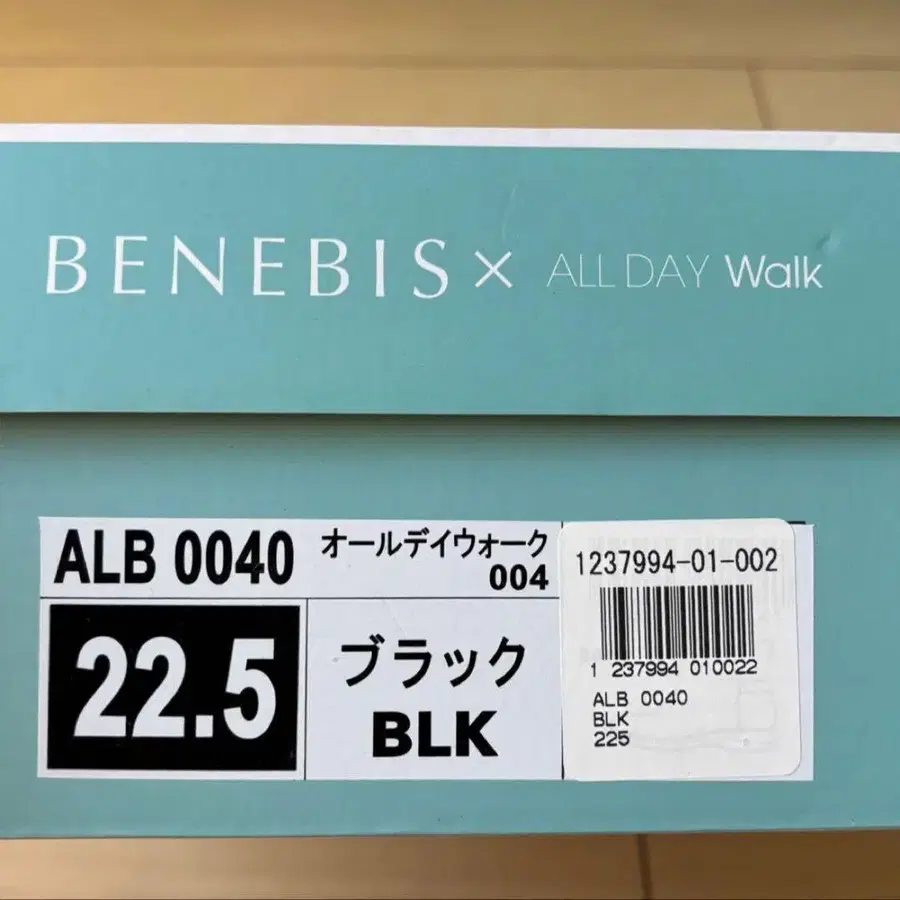 BENEBIS × ALL DAY Walk
ALB 0040
オールデイウォーク
004
22.5
ブラック
BLK
1237994-01-002
1 237994 010022
ALB 0040
BLK
225